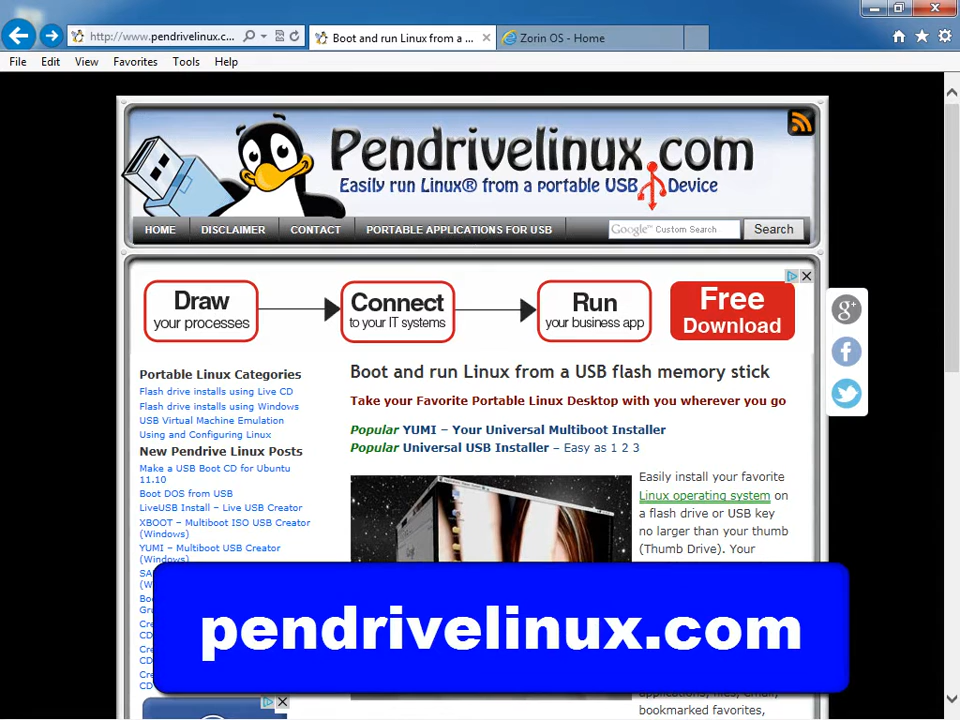 http://www.pendrivelinux.c...
Boot and run Linux from a ...
Zorin OS - Home
File Edit View Favorites Tools Help
Pendrivelinux.com
Easily run Linux® from a portable USB Device
HOME DISCLAIMER CONTACT PORTABLE APPLICATIONS FOR USB
Google™ Custom Search
Search
Draw
your processes
Connect
to your IT systems
Run
your business app
Free
Download
Portable Linux Categories
Flash drive installs using Live CD
Flash drive installs using Windows
USB Virtual Machine Emulation
Using and Configuring Linux
New Pendrive Linux Posts
Make a USB Boot CD for Ubuntu
11.10
Boot DOS from USB
LiveUSB Install – Live USB Creator
XBOOT – Multiboot ISO USB Creator
(Windows)
YUMI – Multiboot USB Creator
(Windows)
Boot and run Linux from a USB flash memory stick
Take your Favorite Portable Linux Desktop with you wherever you go
Popular YUMI – Your Universal Multiboot Installer
Popular Universal USB Installer – Easy as 1 2 3
Easily install your favorite
Linux operating system on
a flash drive or USB key
no larger than your thumb
(Thumb Drive). Your
pendrivelinux.com
bookmarked favorites,